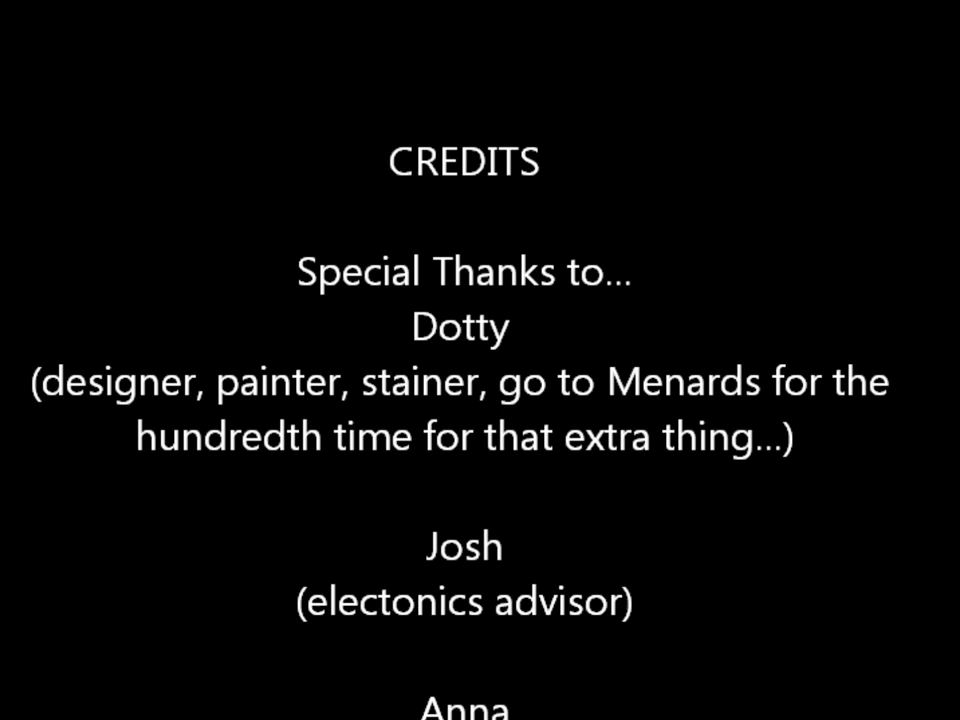 CREDITS
Special Thanks to...
Dotty
(designer, painter, stainer, go to Menards for the
hundredth time for that extra thing...)
Josh
(electonics advisor)
Anna